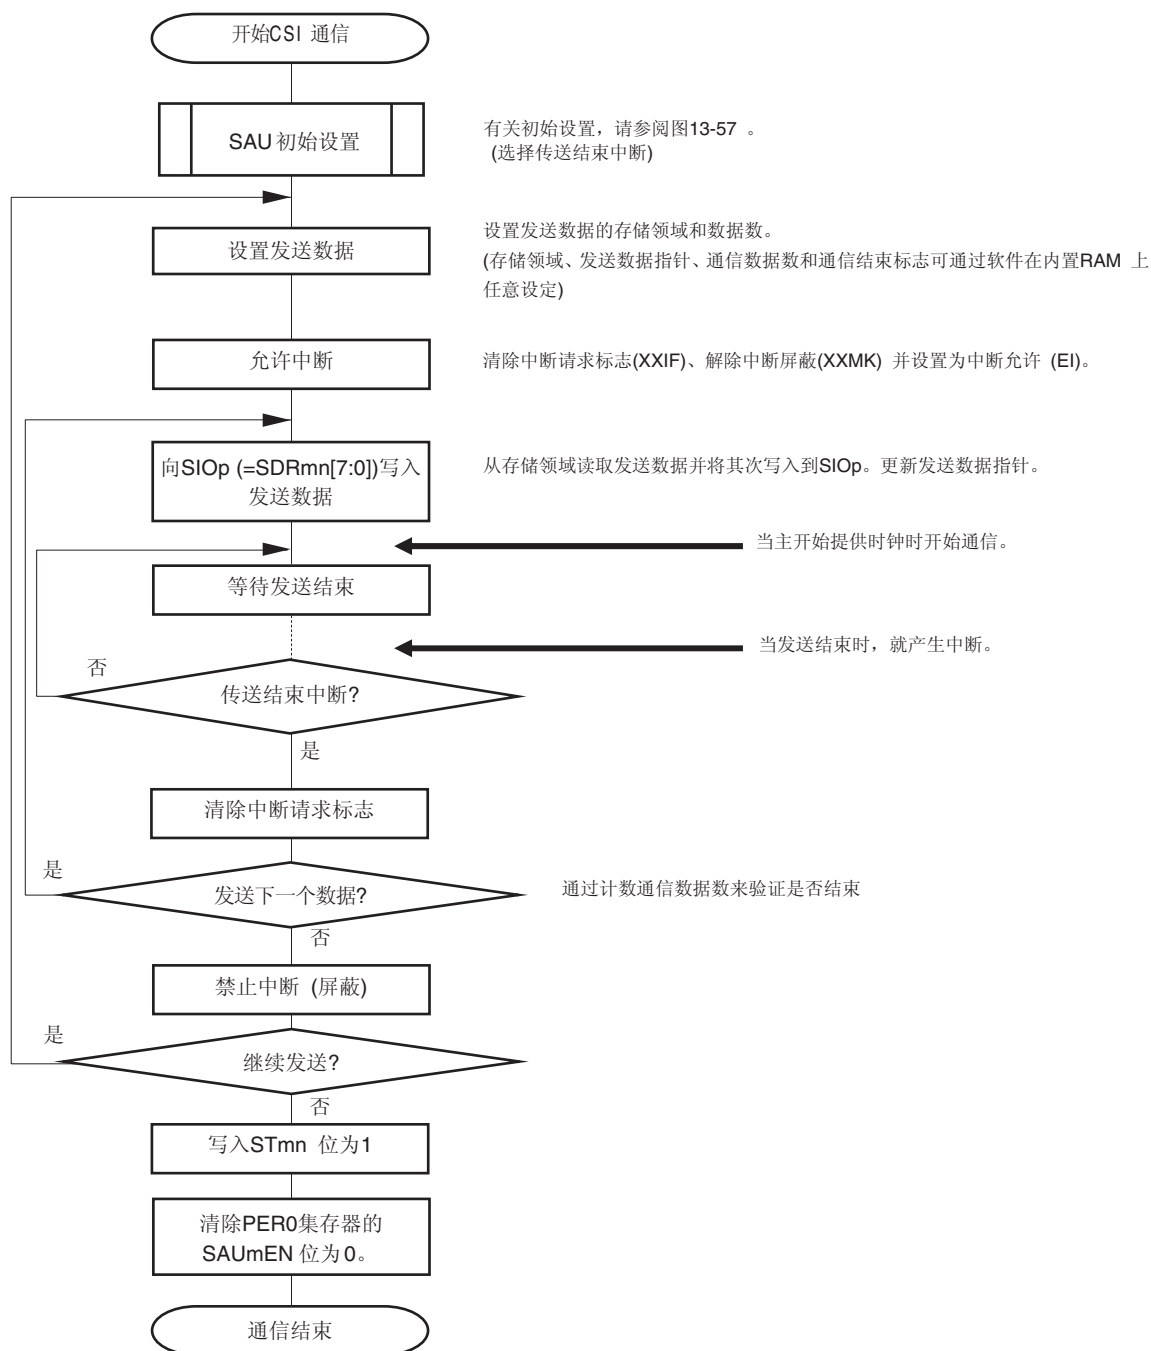 开始CSI 通信
SAU 初始设置
有关初始设置，请参阅图13-57 。
(选择传送结束中断)
设置发送数据
设置发送数据的存储领域和数据数。
(存储领域、发送数据指针、通信数据数和通信结束标志可通过软件在内置RAM 上
任意设定)
允许中断
清除中断请求标志(XXIF)、解除中断屏蔽(XXMK) 并设置为中断允许 (EI)。
向SIOp (=SDRmn[7:0])写入
发送数据
从存储领域读取发送数据并将其次写入到SIOp。更新发送数据指针。
当主开始提供时钟时开始通信。
等待发送结束
当发送结束时，就产生中断。
否
传送结束中断?
是
清除中断请求标志
是
发送下一个数据?
通过计数通信数据数来验证是否结束
否
禁止中断 (屏蔽)
是
继续发送?
否
写入STmn 位为1
清除PER0集存器的
SAUmEN 位为0。
通信结束